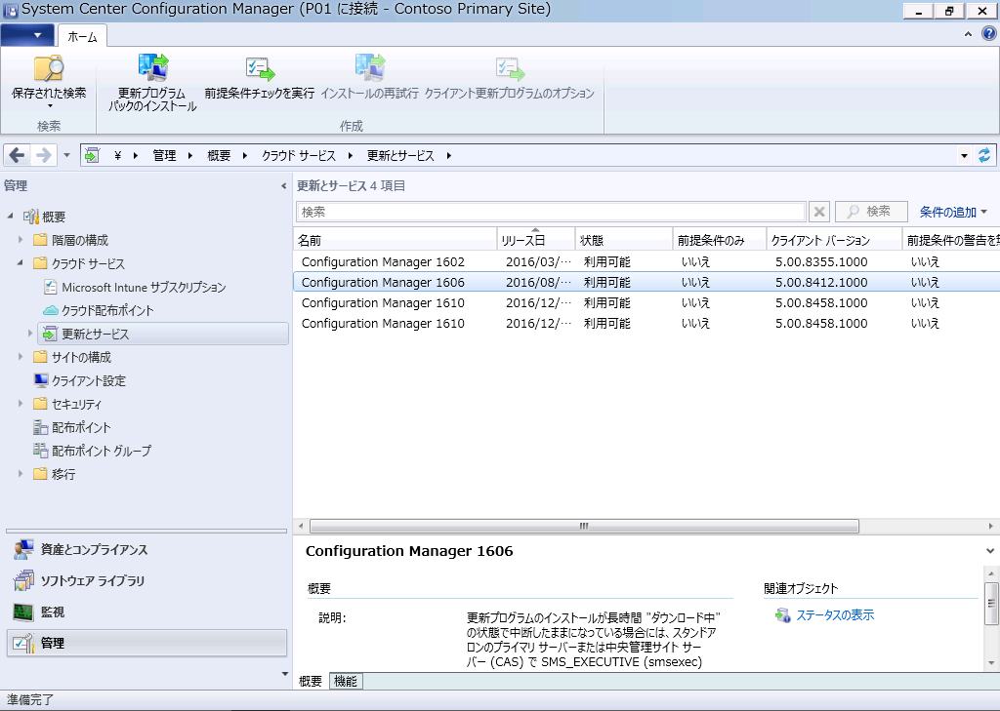 System Center Configuration Manager (P01 に接続 - Contoso Primary Site)
ホーム
保存された検索
更新プログラム
パックのインストール
前提条件チェックを実行
インストールの再試行
クライアント更新プログラムのオプション
検索
作成
¥ 管理 概要 クラウド サービス 更新とサービス
管理
概要
階層の構成
クラウド サービス
Microsoft Intune サブスクリプション
クラウド配布ポイント
更新とサービス
サイトの構成
クライアント設定
セキュリティ
配布ポイント
配布ポイント グループ
移行
資産とコンプライアンス
ソフトウェア ライブラリ
監視
管理
更新とサービス 4 項目
検索
検索
条件の追加
名前 リリース日 状態 前提条件のみ クライアント バージョン 前提条件の警告を
Configuration Manager 1602 2016/03/… 利用可能 いいえ 5.00.8355.1000 いいえ
Configuration Manager 1606 2016/08/… 利用可能 いいえ 5.00.8412.1000 いいえ
Configuration Manager 1610 2016/12/… 利用可能 いいえ 5.00.8458.1000 いいえ
Configuration Manager 1610 2016/12/… 利用可能 いいえ 5.00.8458.1000 いいえ
Configuration Manager 1606
概要
説明:
更新プログラムのインストールが長時間 "ダウンロード中"
の状態で中断したままになっている場合には、スタンドア
ロンのプライマリ サーバーまたは中央管理サイト サー
バー (CAS) で SMS_EXECUTIVE (smsexec)
関連オブジェクト
ステータスの表示
概要 機能
準備完了